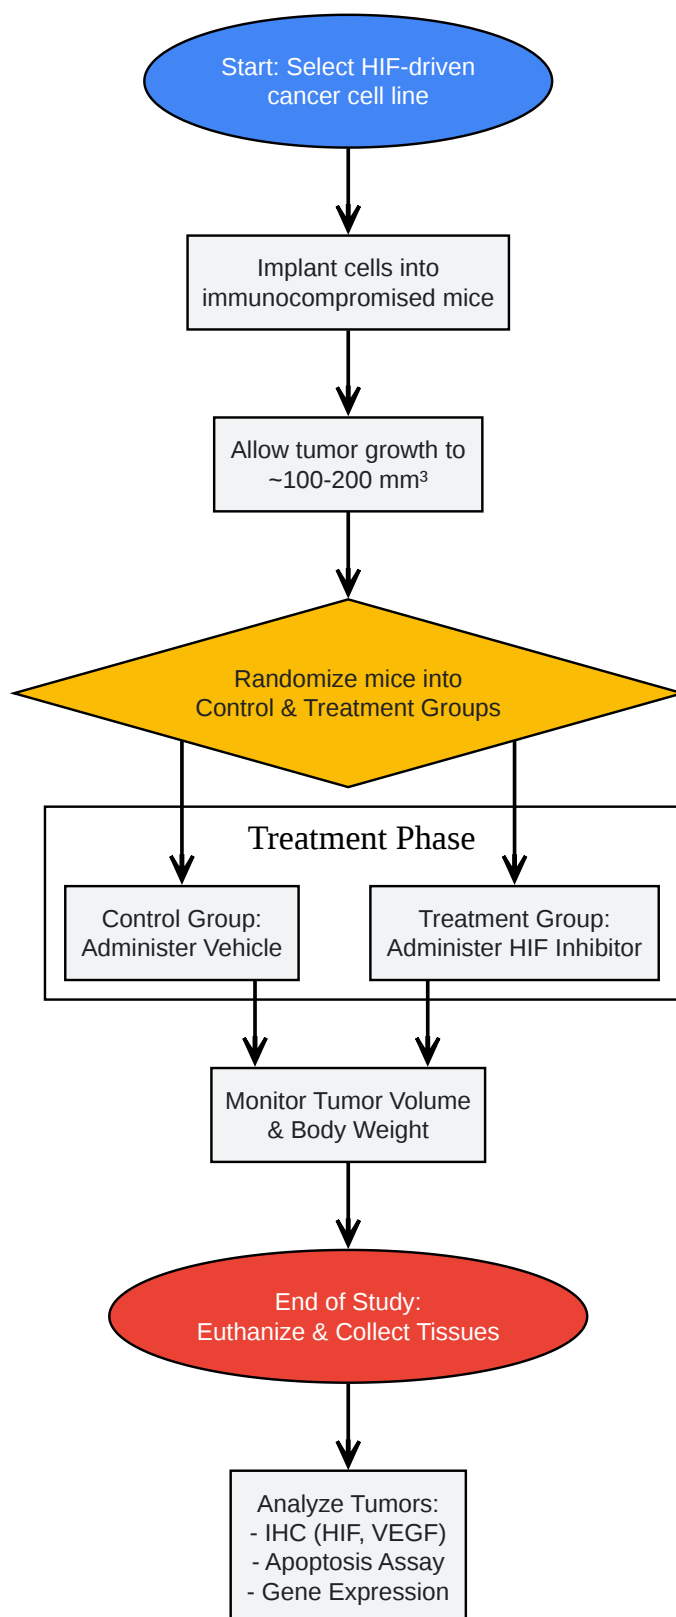 Start: Select HIF-driven
cancer cell line
Implant cells into
immunocompromised mice
Allow tumor growth to
~100-200 mm³
Randomize mice into
Control & Treatment Groups
Treatment Phase
Control Group:
Administer Vehicle
Treatment Group:
Administer HIF Inhibitor
Monitor Tumor Volume
& Body Weight
End of Study:
Euthanize & Collect Tissues
Analyze Tumors:
- IHC (HIF, VEGF)
- Apoptosis Assay
- Gene Expression